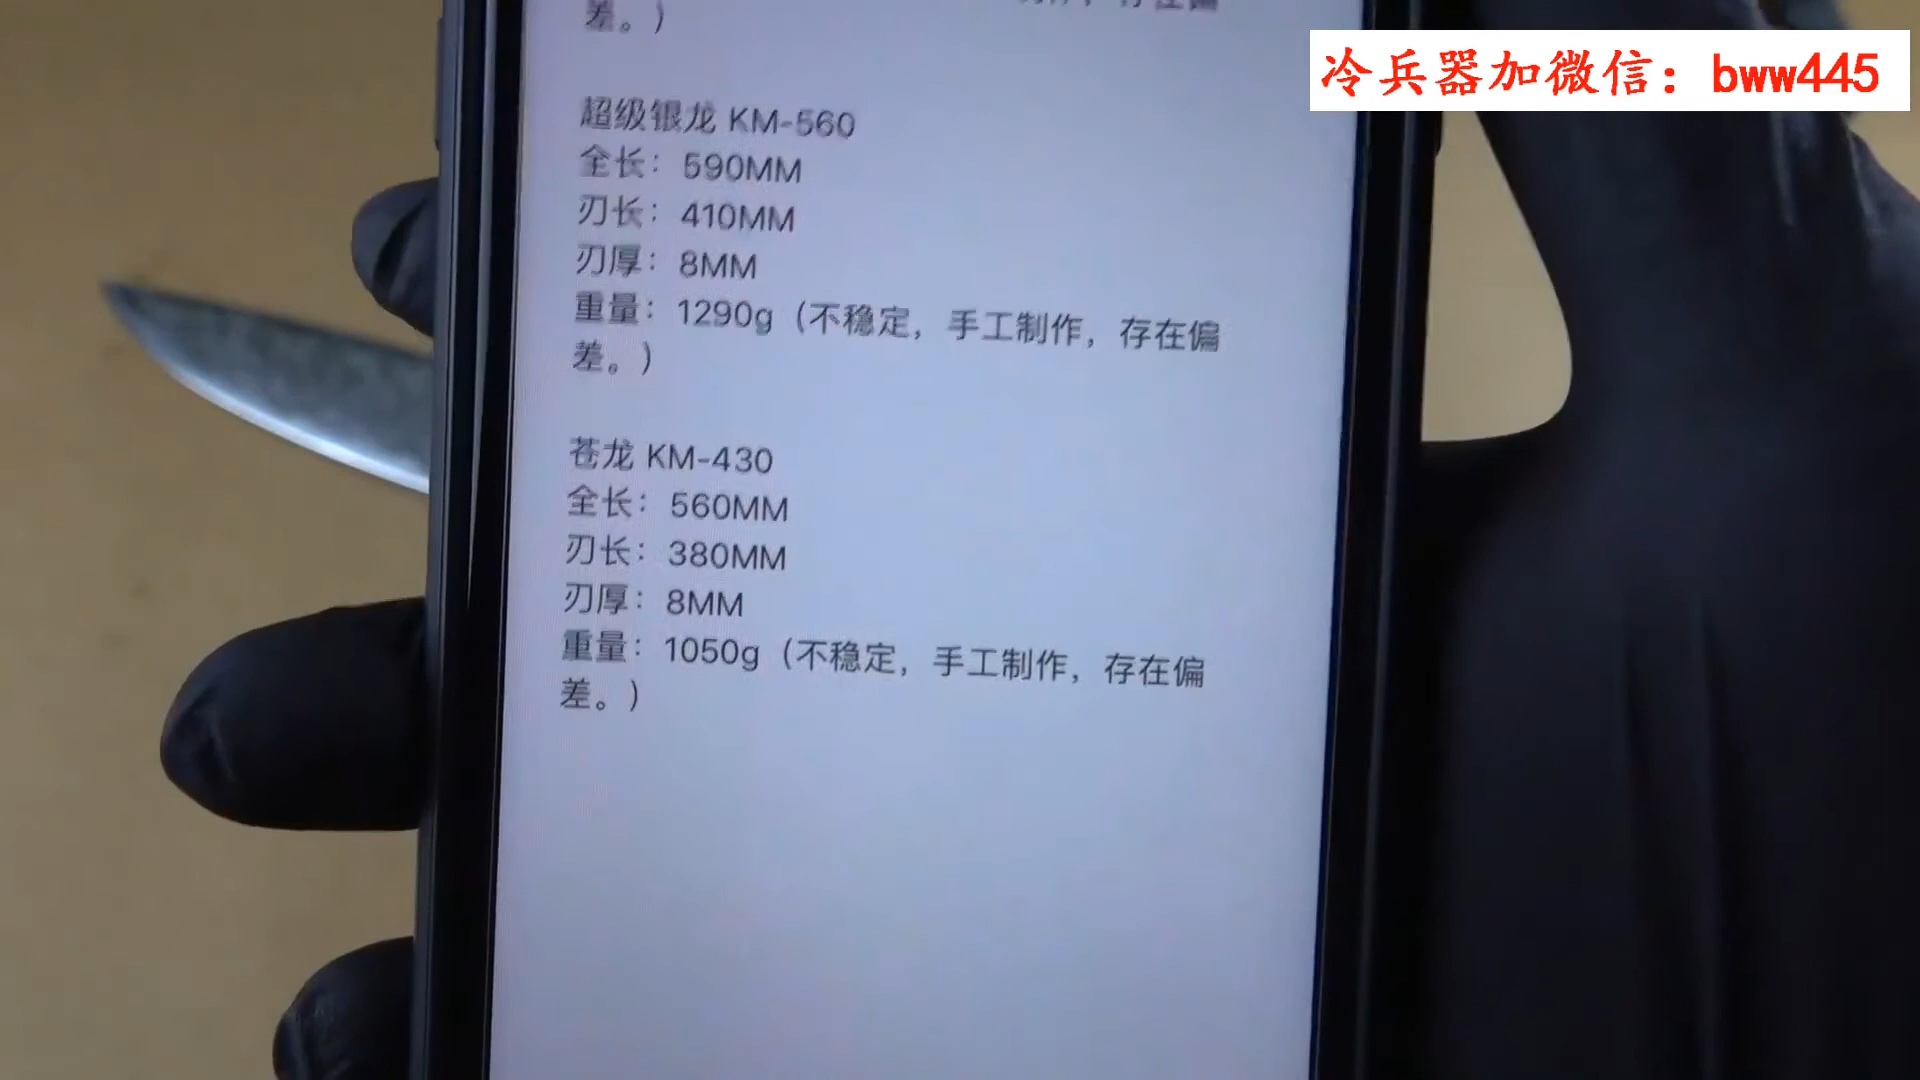 差。）
冷兵器加微信：bww445
超级银龙 KM-560
全长：590MM
刃长：410MM
刃厚：8MM
重量：1290g（不稳定，手工制作，存在偏
差。）
苍龙 KM-430
全长：560MM
刃长：380MM
刃厚：8MM
重量：1050g（不稳定，手工制作，存在偏
差。）